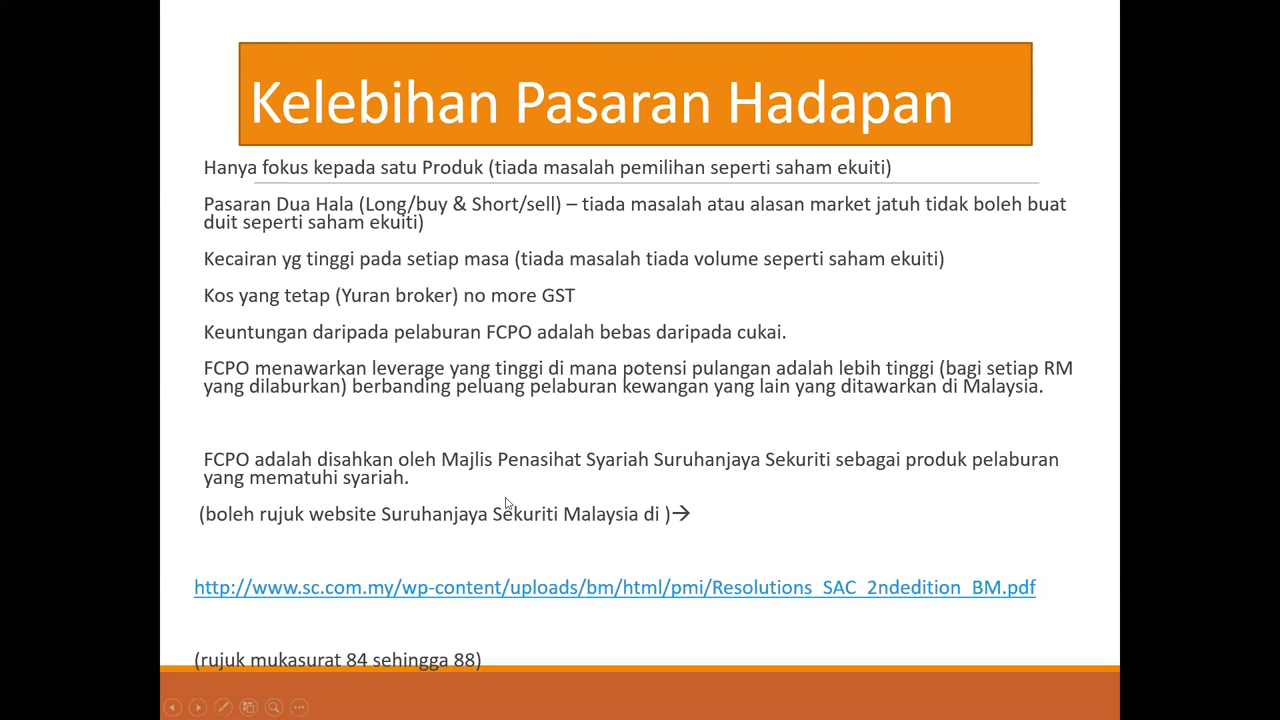 Kelebihan Pasaran Hadapan
Hanya fokus kepada satu Produk (tiada masalah pemilihan seperti saham ekuiti)
Pasaran Dua Hala (Long/buy & Short/sell) – tiada masalah atau alasan market jatuh tidak boleh buat
duit seperti saham ekuiti)
Kecairan yg tinggi pada setiap masa (tiada masalah tiada volume seperti saham ekuiti)
Kos yang tetap (Yuran broker) no more GST
Keuntungan daripada pelaburan FCPO adalah bebas daripada cukai.
FCPO menawarkan leverage yang tinggi di mana potensi pulangan adalah lebih tinggi (bagi setiap RM
yang dilaburkan) berbanding peluang pelaburan kewangan yang lain yang ditawarkan di Malaysia.
FCPO adalah disahkan oleh Majlis Penasihat Syariah Suruhanjaya Sekuriti sebagai produk pelaburan
yang mematuhi syariah.
(boleh rujuk website Suruhanjaya Sekuriti Malaysia di )→
http://www.sc.com.my/wp-content/uploads/bm/html/pmi/Resolutions_SAC_2ndedition_BM.pdf
(rujuk mukasurat 84 sehingga 88)